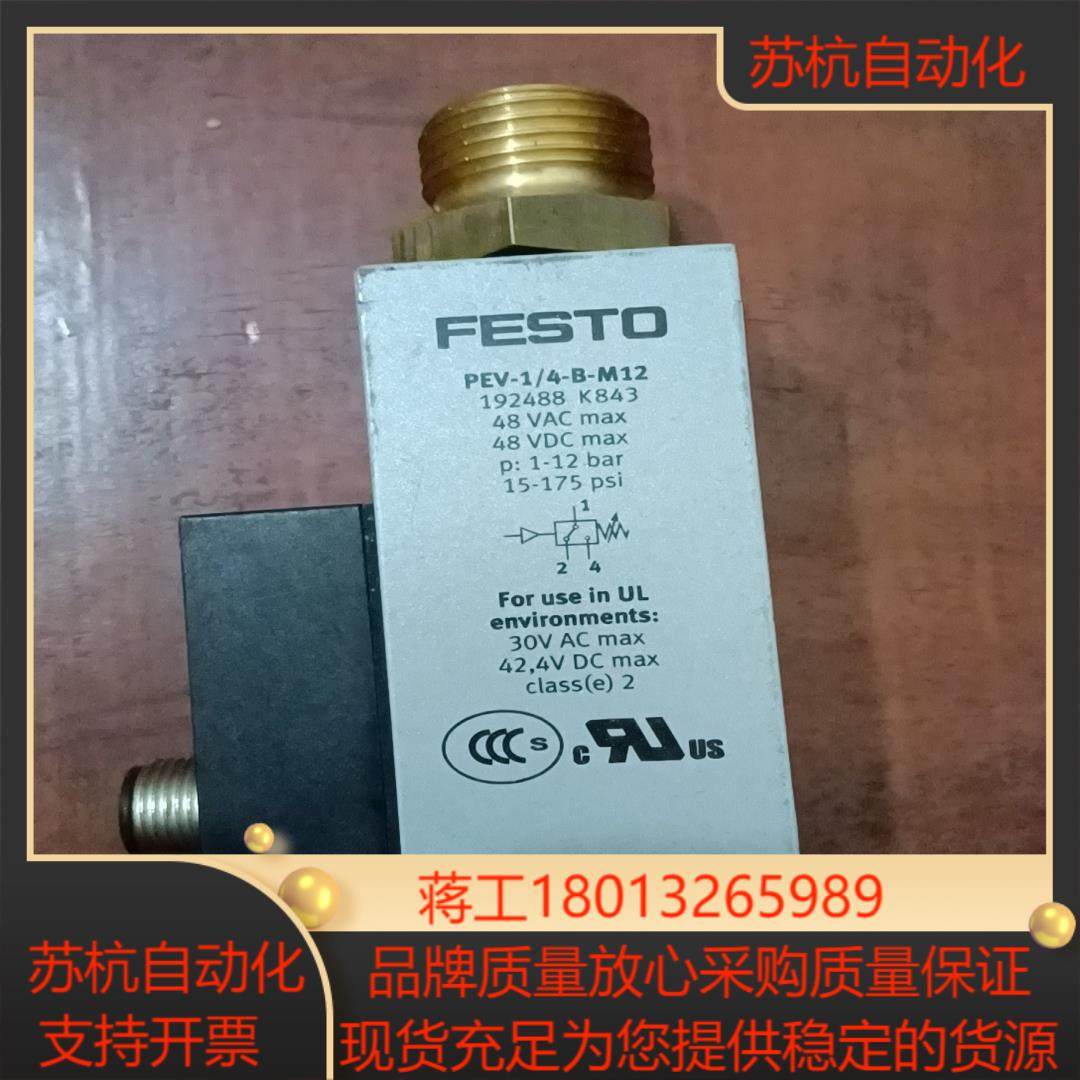 苏杭自动化
FESTO
PEV-1/4-B-M12
192488 K843
48 VAC max
48 VDC max
p: 1-12 bar
15-175 psi
1
2 4
For use in UL
environments:
30V AC max
42,4V DC max
class(e) 2
CCC S
c RU US
蒋工18013265989
苏杭自动化
支持开票
品牌质量放心采购质量保证
现货充足为您提供稳定的货源